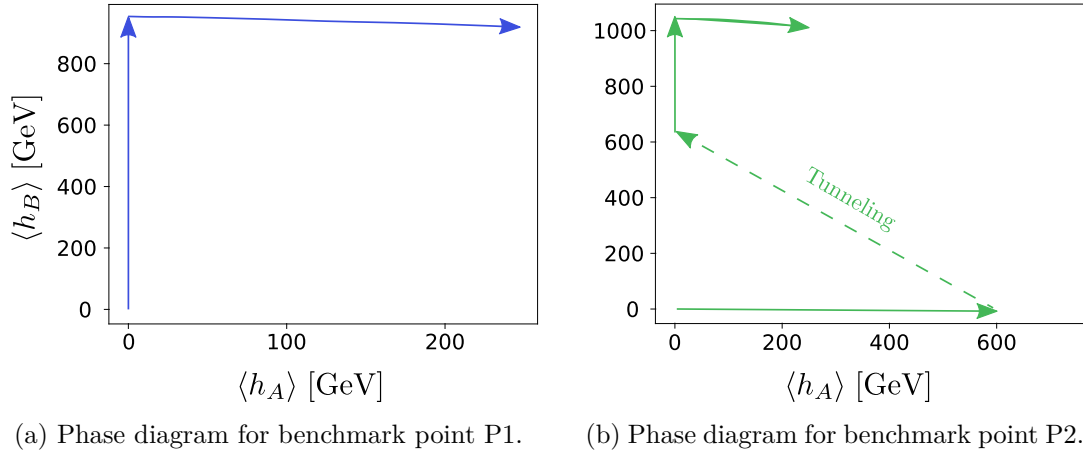 800
600
400
200
0
0 100 200
⟨h_B⟩ [GeV]
⟨h_A⟩ [GeV]
(a) Phase diagram for benchmark point P1.
1000
800
600
400
200
0
0 200 400 600
Tunneling
⟨h_A⟩ [GeV]
(b) Phase diagram for benchmark point P2.